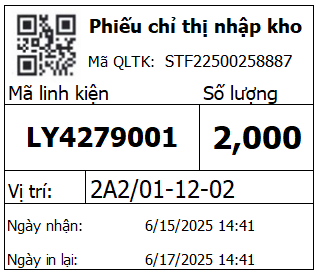 Phiếu chỉ thị nhập kho
Mã QLTK: STF22500258887
Mã linh kiện Số lượng
LY4279001 2,000
Vị trí: 2A2/01-12-02
Ngày nhận: 6/15/2025 14:41
Ngày in lại: 6/17/2025 14:41